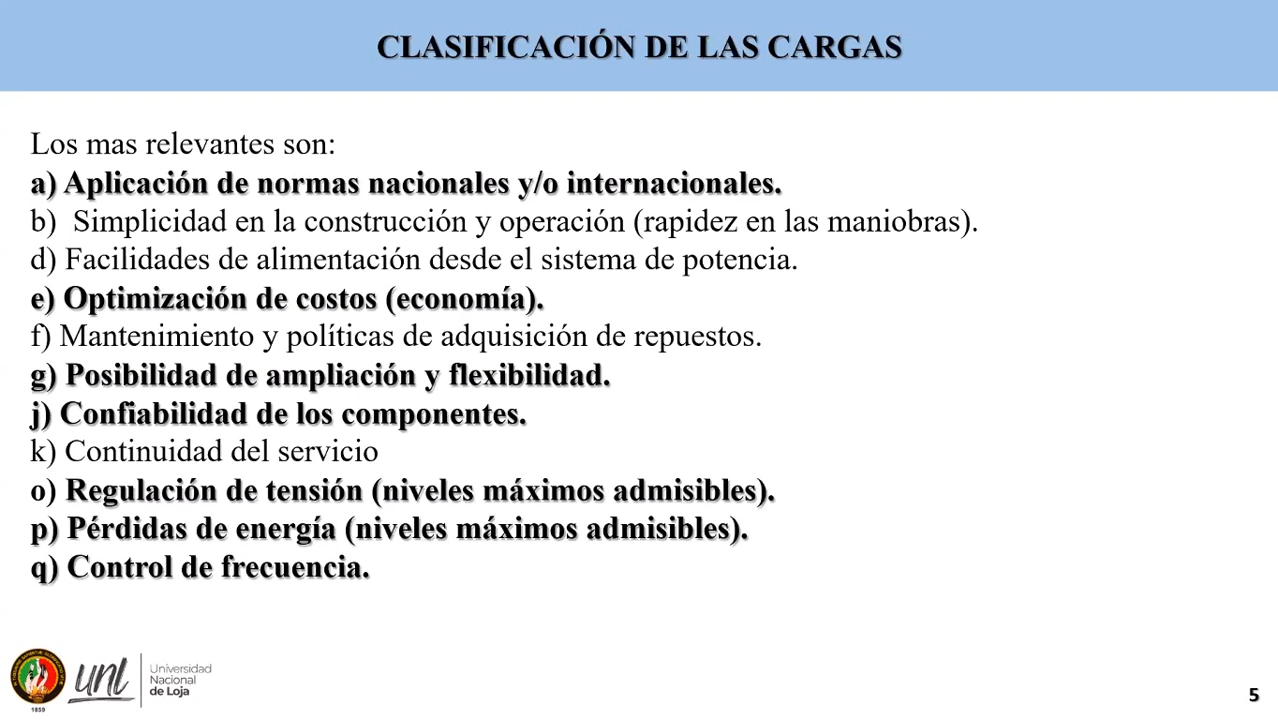 CLASIFICACIÓN DE LAS CARGAS
Los mas relevantes son:
a) Aplicación de normas nacionales y/o internacionales.
b) Simplicidad en la construcción y operación (rapidez en las maniobras).
d) Facilidades de alimentación desde el sistema de potencia.
e) Optimización de costos (economía).
f) Mantenimiento y políticas de adquisición de repuestos.
g) Posibilidad de ampliación y flexibilidad.
j) Confiabilidad de los componentes.
k) Continuidad del servicio
o) Regulación de tensión (niveles máximos admisibles).
p) Pérdidas de energía (niveles máximos admisibles).
q) Control de frecuencia.
1859
unl
Universidad
Nacional
de Loja
5